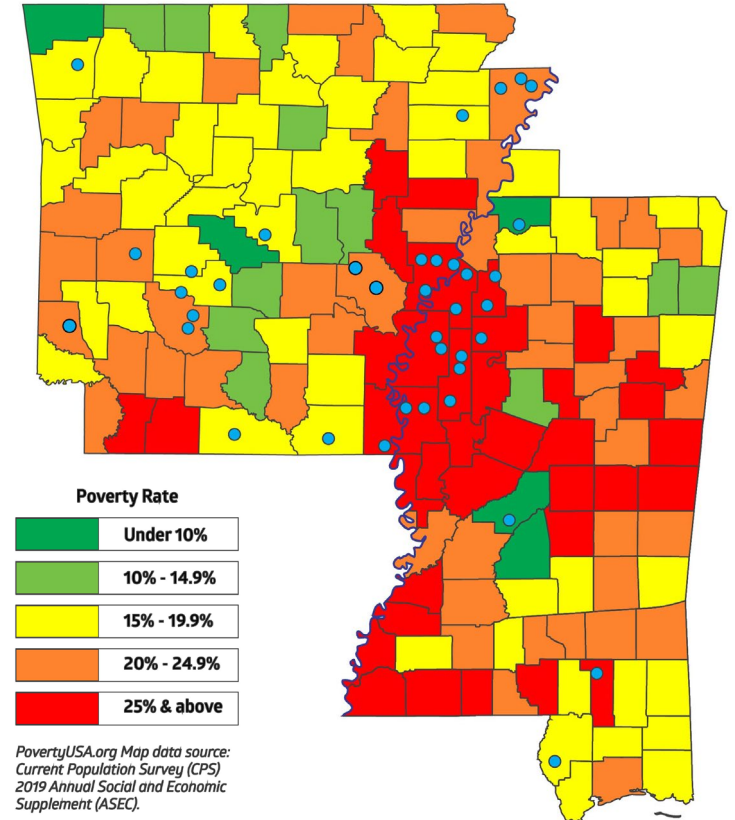 Poverty Rate
Under 10%
10% - 14.9%
15% - 19.9%
20% - 24.9%
25% & above
PovertyUSA.org Map data source:
Current Population Survey (CPS)
2019 Annual Social and Economic
Supplement (ASEC).